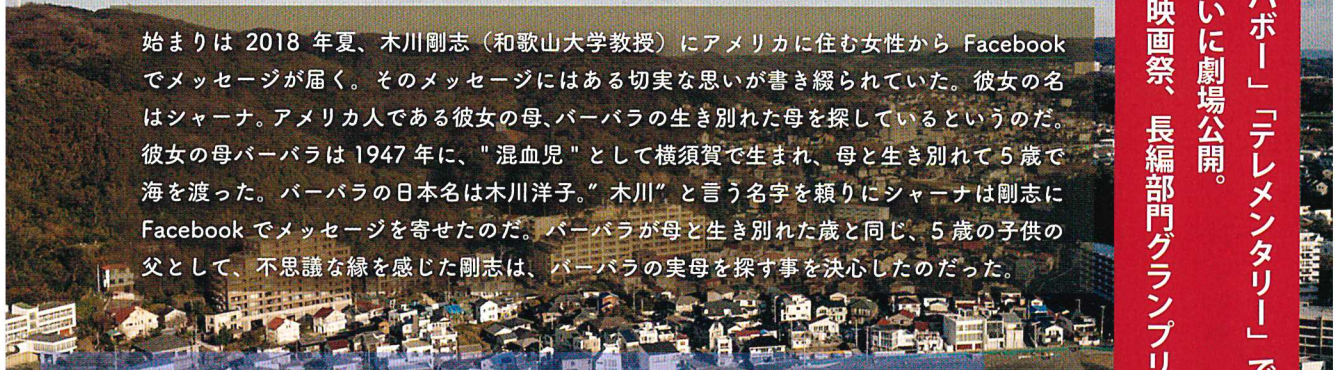 始まりは 2018 年夏、木川剛志（和歌山大学教授）にアメリカに住む女性から Facebook
でメッセージが届く。そのメッセージにはある切実な思いが書き綴られていた。彼女の名
はシャーナ。アメリカ人である彼女の母、バーバラの生き別れた母を探しているというのだ。
彼女の母バーバラは 1947 年に、"混血児"として横須賀で生まれ、母と生き別れて 5 歳で
海を渡った。バーバラの日本名は木川洋子。"木川"と言う名字を頼りにシャーナは剛志に
Facebook でメッセージを寄せたのだ。バーバラが母と生き別れた歳と同じ、5 歳の子供の
父として、不思議な縁を感じた剛志は、バーバラの実母を探す事を決心したのだった。
バボー」「テレメンタリー」で
いに劇場公開。
映画祭、長編部門グランプリ